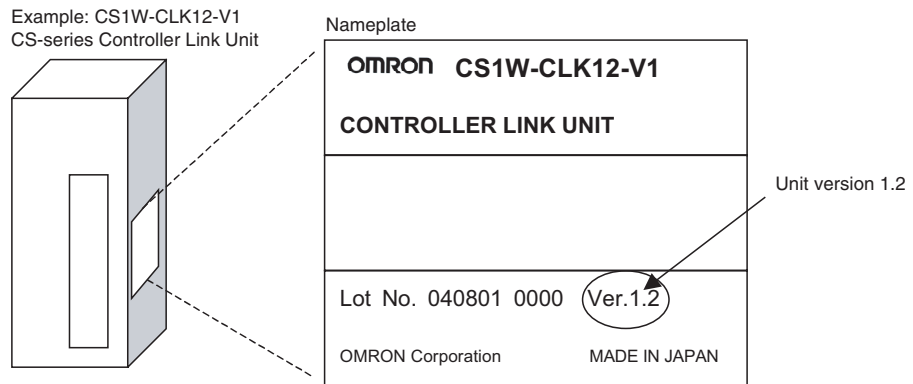 Example: CS1W-CLK12-V1
CS-series Controller Link Unit
Nameplate
OMRON CS1W-CLK12-V1
CONTROLLER LINK UNIT
Unit version 1.2
Lot No. 040801 0000 Ver.1.2
OMRON Corporation MADE IN JAPAN